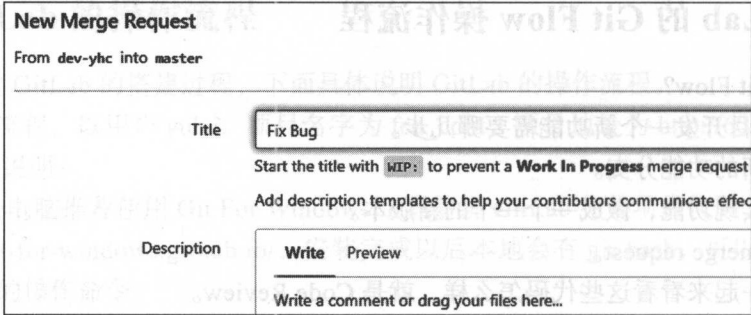 New Merge Request
From dev-yhc into master
Title
Fix Bug
Start the title with WIP: to prevent a Work In Progress merge request
Add description templates to help your contributors communicate effec
Description
Write Preview
Write a comment or drag your files here...